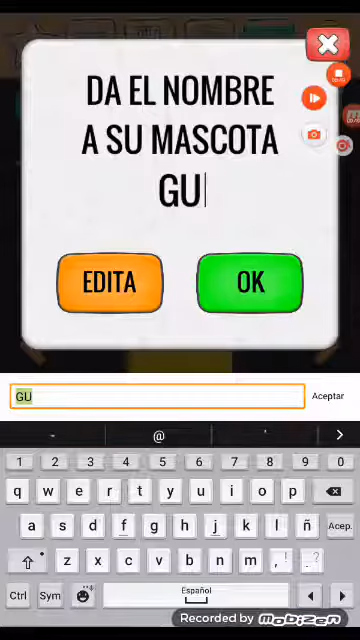 DA EL NOMBRE
A SU MASCOTA
GU
EDITA
OK
GU
Aceptar
- @ '
1 2 3 4 5 6 7 8 9 0
q w e r t y u i o p
a s d f g h j k l ñ Acep.
z x c v b n m ,! .?
Ctrl Sym Español
Recorded by MOBIZEN